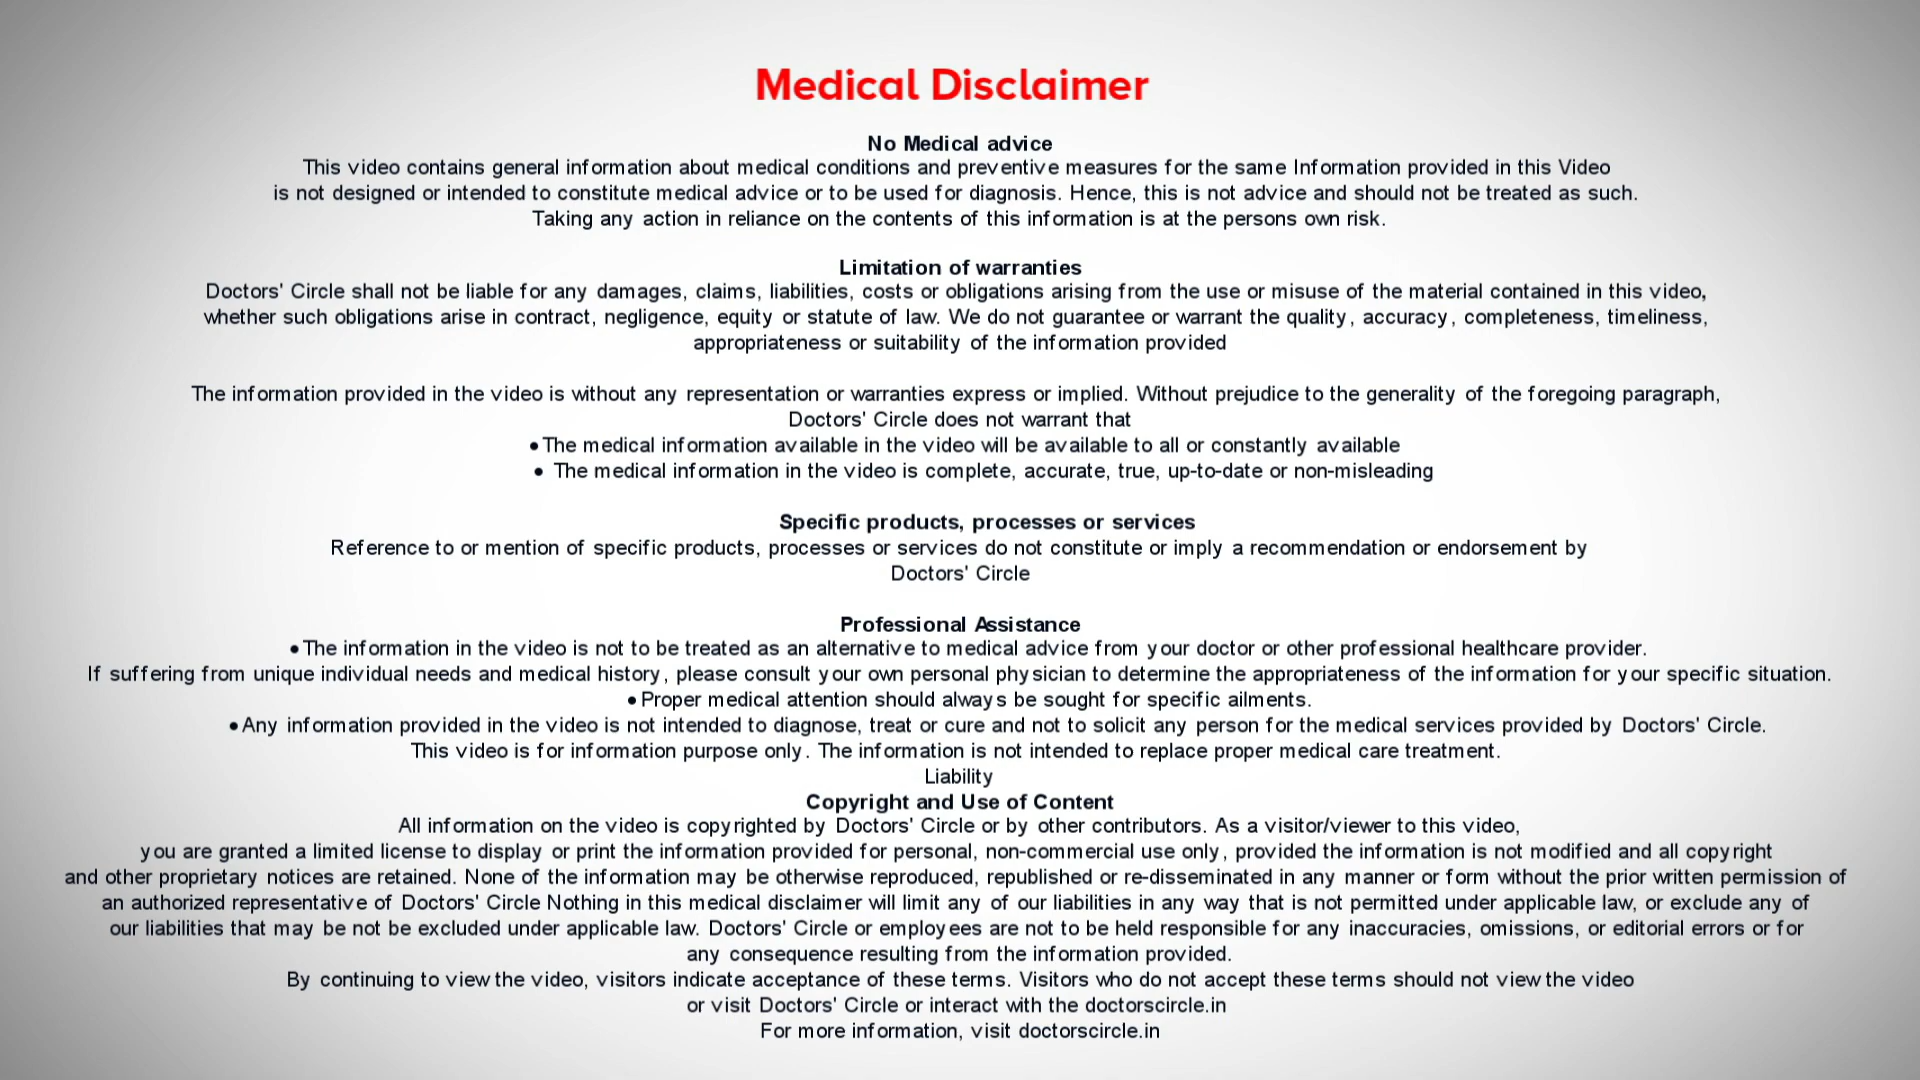 Medical Disclaimer
No Medical advice
This video contains general information about medical conditions and preventive measures for the same Information provided in this Video
is not designed or intended to constitute medical advice or to be used for diagnosis. Hence, this is not advice and should not be treated as such.
Taking any action in reliance on the contents of this information is at the persons own risk.
Limitation of warranties
Doctors' Circle shall not be liable for any damages, claims, liabilities, costs or obligations arising from the use or misuse of the material contained in this video,
whether such obligations arise in contract, negligence, equity or statute of law. We do not guarantee or warrant the quality, accuracy, completeness, timeliness,
appropriateness or suitability of the information provided
The information provided in the video is without any representation or warranties express or implied. Without prejudice to the generality of the foregoing paragraph,
Doctors' Circle does not warrant that
•The medical information available in the video will be available to all or constantly available
• The medical information in the video is complete, accurate, true, up-to-date or non-misleading
Specific products, processes or services
Reference to or mention of specific products, processes or services do not constitute or imply a recommendation or endorsement by
Doctors' Circle
Professional Assistance
•The information in the video is not to be treated as an alternative to medical advice from your doctor or other professional healthcare provider.
If suffering from unique individual needs and medical history, please consult your own personal physician to determine the appropriateness of the information for your specific situation.
•Proper medical attention should always be sought for specific ailments.
•Any information provided in the video is not intended to diagnose, treat or cure and not to solicit any person for the medical services provided by Doctors' Circle.
This video is for information purpose only. The information is not intended to replace proper medical care treatment.
Liability
Copyright and Use of Content
All information on the video is copyrighted by Doctors' Circle or by other contributors. As a visitor/viewer to this video,
you are granted a limited license to display or print the information provided for personal, non-commercial use only, provided the information is not modified and all copyright
and other proprietary notices are retained. None of the information may be otherwise reproduced, republished or re-disseminated in any manner or form without the prior written permission of
an authorized representative of Doctors' Circle Nothing in this medical disclaimer will limit any of our liabilities in any way that is not permitted under applicable law, or exclude any of
our liabilities that may be not be excluded under applicable law. Doctors' Circle or employees are not to be held responsible for any inaccuracies, omissions, or editorial errors or for
any consequence resulting from the information provided.
By continuing to view the video, visitors indicate acceptance of these terms. Visitors who do not accept these terms should not view the video
or visit Doctors' Circle or interact with the doctorscircle.in
For more information, visit doctorscircle.in